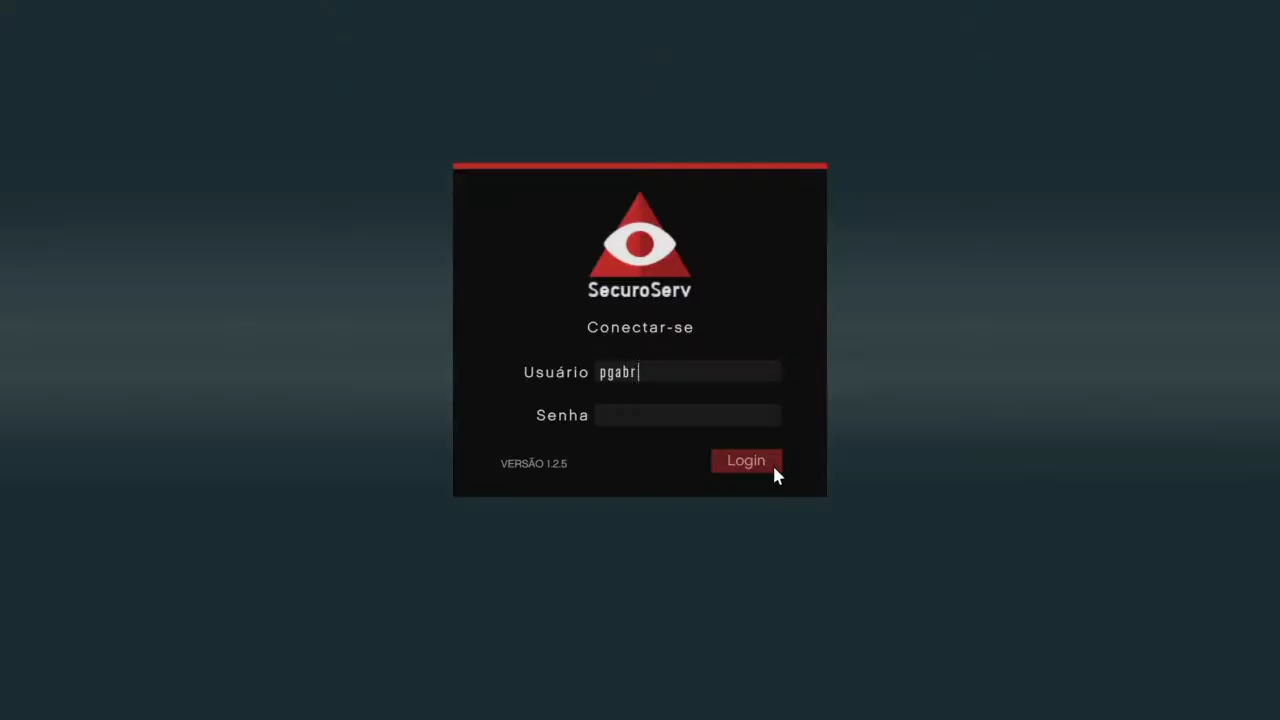 SecuroServ
Conectar-se
Usuário pgabr
Senha
VERSÃO 1.2.5 Login